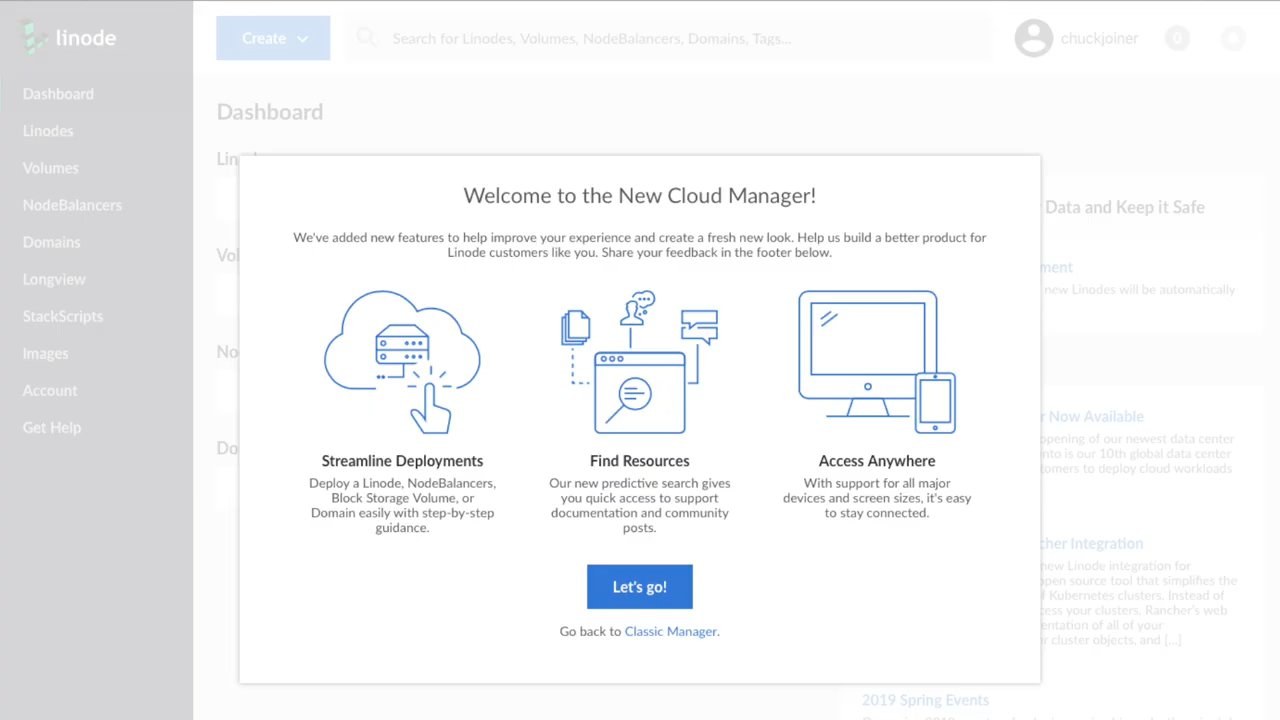 linode
Create
Search for Linodes, Volumes, NodeBalancers, Domains, Tags...
chuckjoiner
0
Dashboard
Linodes
Volumes
NodeBalancers
Domains
Longview
StackScripts
Images
Account
Get Help
Dashboard
Welcome to the New Cloud Manager!
We've added new features to help improve your experience and create a fresh new look. Help us build a better product for
Linode customers like you. Share your feedback in the footer below.
Streamline Deployments
Deploy a Linode, NodeBalancers,
Block Storage Volume, or
Domain easily with step-by-step
guidance.
Find Resources
Our new predictive search gives
you quick access to support
documentation and community
posts.
Access Anywhere
With support for all major
devices and screen sizes, it's easy
to stay connected.
Let's go!
Go back to Classic Manager.
Data and Keep it Safe
new Linodes will be automatically
Now Available
opening of our newest data center
is our 10th global data center
to deploy cloud workloads
Integration
new Linode integration for
open source tool that simplifies the
of Kubernetes clusters. Instead of
your clusters, Rancher's web
of all of your
cluster objects, and [...]
2019 Spring Events